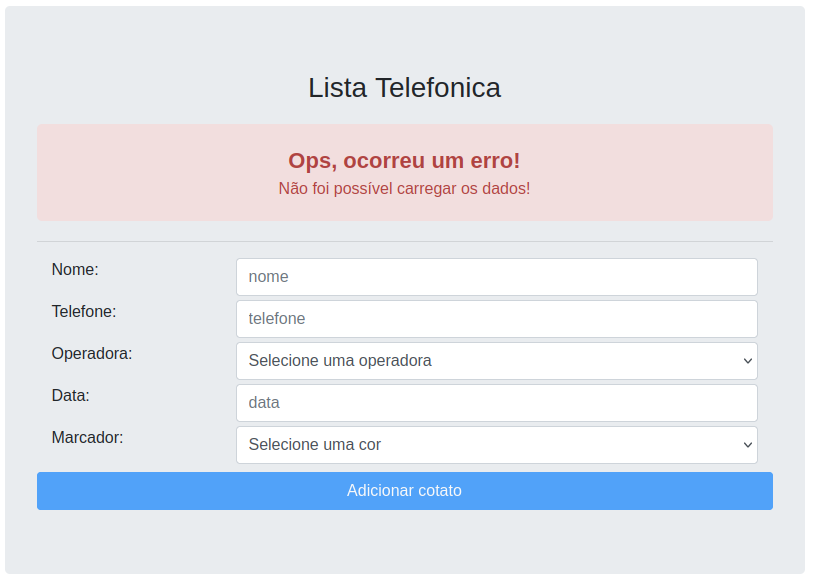 Lista Telefonica
Ops, ocorreu um erro!
Não foi possível carregar os dados!
Nome:
nome
Telefone:
telefone
Operadora:
Selecione uma operadora
Data:
data
Marcador:
Selecione uma cor
Adicionar cotato